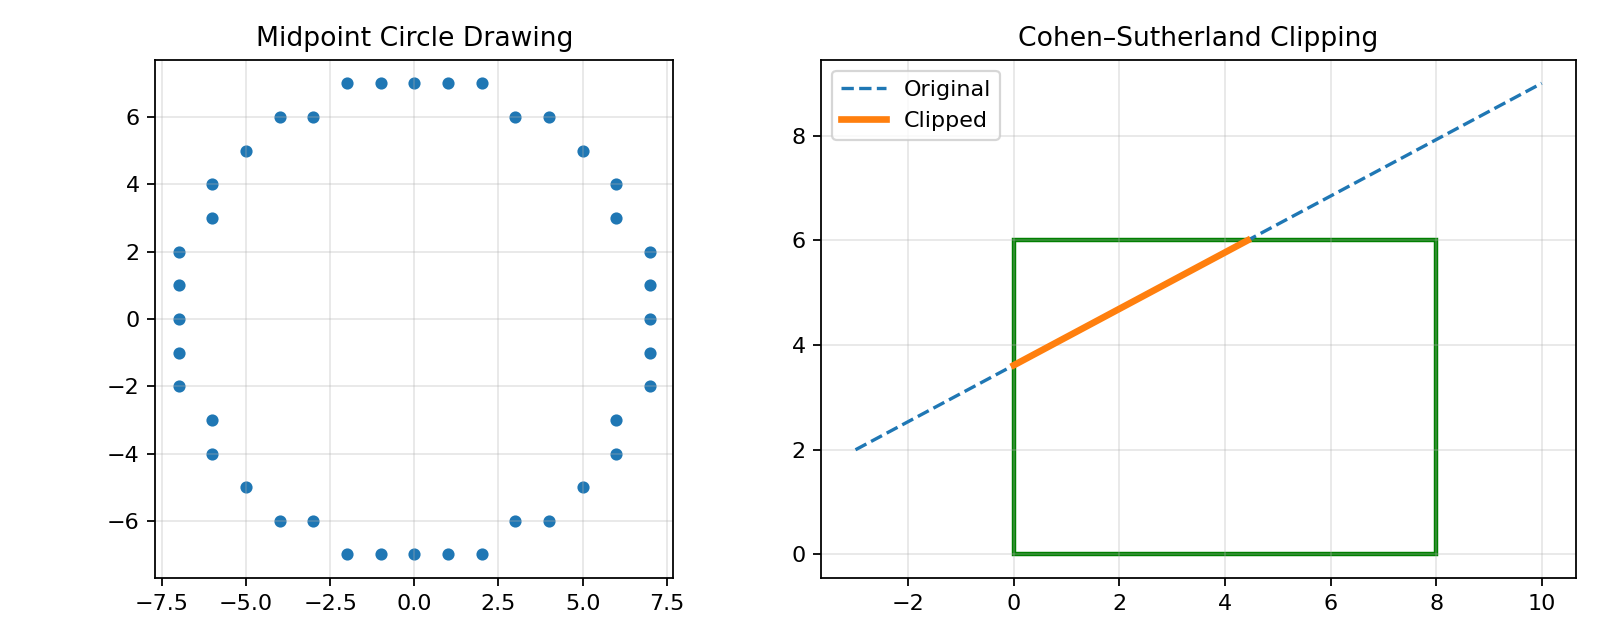 Midpoint Circle Drawing
6
4
2
0
−2
−4
−6
−7.5 −5.0 −2.5 0.0 2.5 5.0 7.5
Cohen–Sutherland Clipping
Original
Clipped
8
6
4
2
0
−2 0 2 4 6 8 10